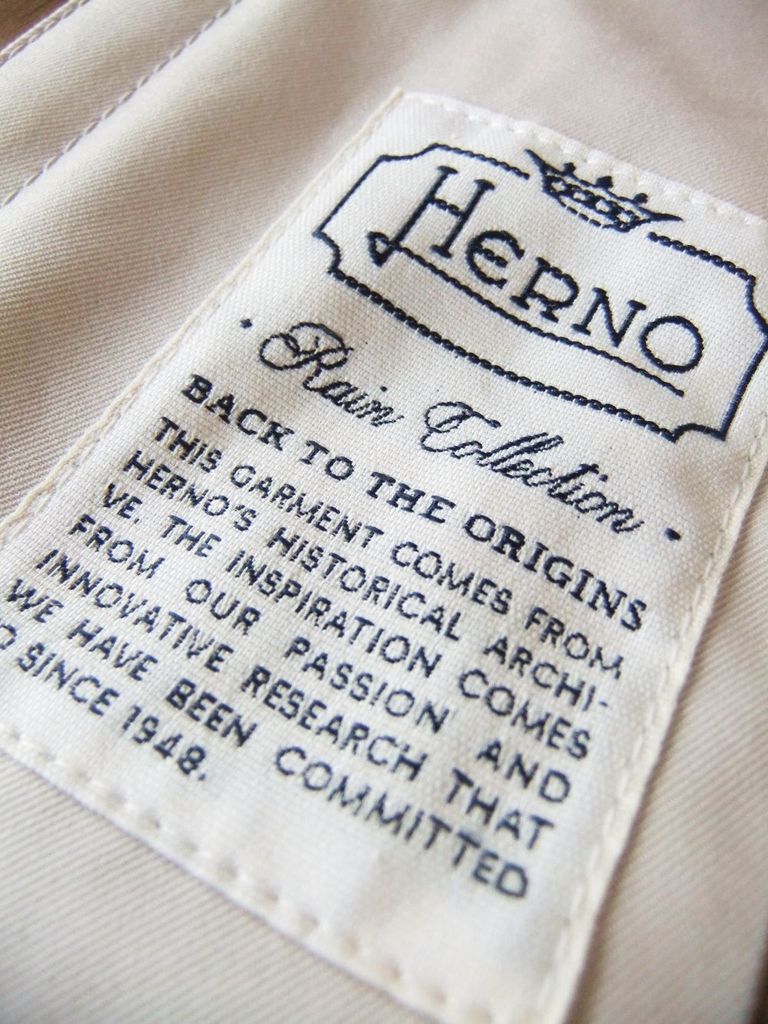 HERNO
· Rain Collection ·
BACK TO THE ORIGINS
THIS GARMENT COMES FROM
HERNO'S HISTORICAL ARCHI-
VE. THE INSPIRATION COMES
FROM OUR PASSION AND
INNOVATIVE RESEARCH THAT
WE HAVE BEEN COMMITTED
SINCE 1948.